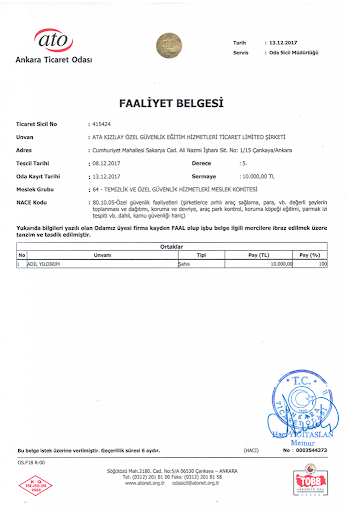 ato
Ankara Ticaret Odası
Tarih : 13.12.2017
Servis : Oda Sicil Müdürlüğü
FAALİYET BELGESİ
Ticaret Sicil No : 415424
Unvan : ATA KIZILAY ÖZEL GÜVENLİK EĞİTİM HİZMETLERİ TİCARET LİMİTED ŞİRKETİ
Adres : Cumhuriyet Mahallesi Sakarya Cad. Ali Nazmi İşhanı Sit. No: 1/15 Çankaya/Ankara
Tescil Tarihi : 08.12.2017 Derece : 5.
Oda Kayıt Tarihi : 13.12.2017 Sermaye : 10.000,00 TL
Meslek Grubu : 64 - TEMİZLİK VE ÖZEL GÜVENLİK HİZMETLERİ MESLEK KOMİTESİ
NACE Kodu : 80.10.05-Özel güvenlik faaliyetleri (şirketlerce zırhlı araç sağlama, para, vb. değerli şeylerin
toplanması ve dağıtımı, koruma ve devriye, araç park kontrol, koruma köpeği eğitimi, parmak izi
tespiti vb. dahil, kamu güvenliği hariç)
Yukarıda bilgileri yazılı olan Odamız üyesi firma kayden FAAL olup işbu belge ilgili mercilere ibraz edilmek üzere
tanzim ve tasdik edilmiştir.
Ortaklar
No Unvanı Tipi Pay (TL) Pay (%)
1 ADİL YILDIRIM Şahıs 10.000,00 100
T.C.
Hacı YİĞİTASLAN
Memur
Bu belge istek üzerine verilmiştir. Geçerlilik süresi 6 aydır. (HACI) No : 0003544373
OS.F18 R-00
Söğütözü Mah.2180. Cad. No:5/A 06530 Çankaya – ANKARA
Tel: (0312) 201 81 00 Faks: (0312) 201 81 58
www.atonet.org.tr odasicil@atonet.org.tr
TOBB